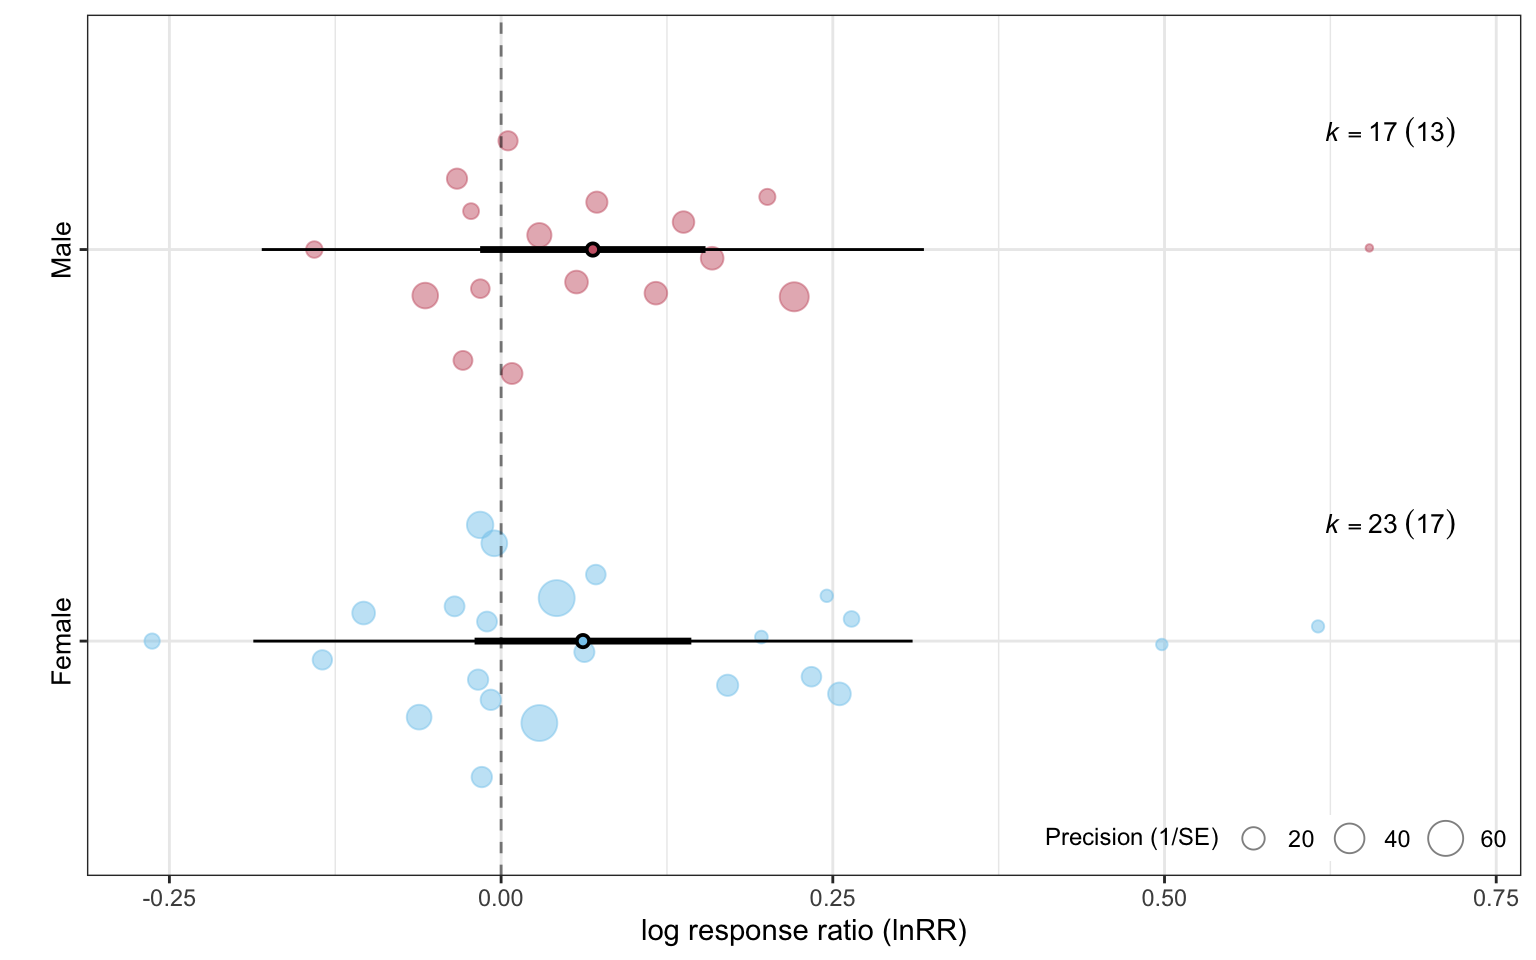 k = 17 (13)
Male
k = 23 (17)
Female
Precision (1/SE) 20 40 60
-0.25 0.00 0.25 0.50 0.75
log response ratio (lnRR)